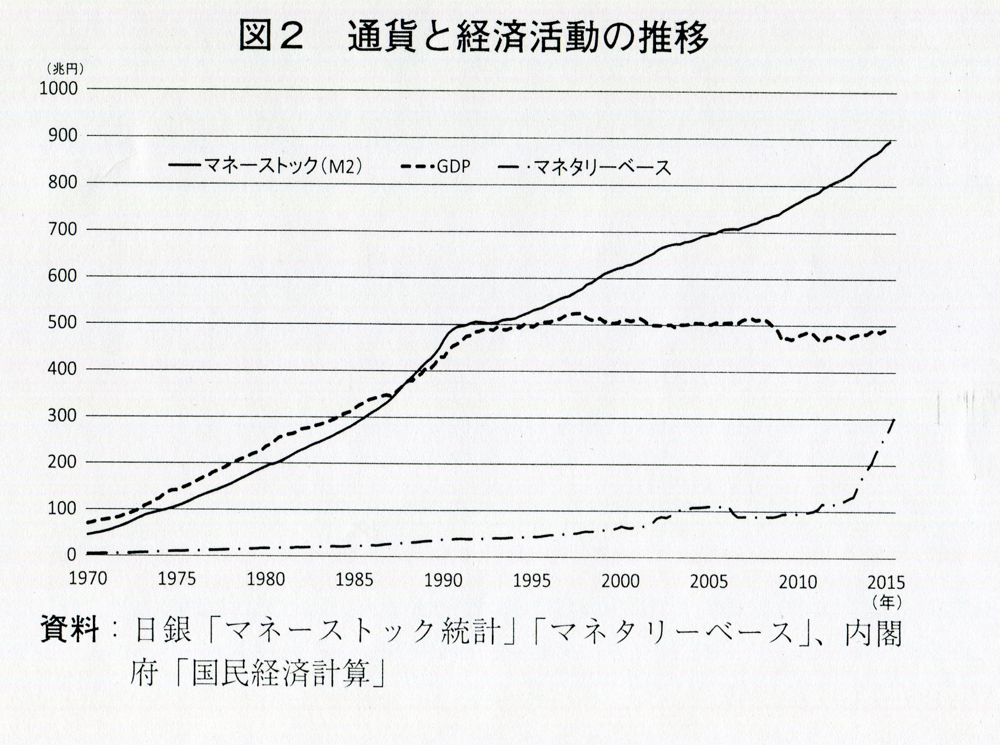 図2　通貨と経済活動の推移
(兆円)
1000
900
マネーストック(M2)　GDP　マネタリーベース
800
700
600
500
400
300
200
100
0
1970 1975 1980 1985 1990 1995 2000 2005 2010 2015
(年)
資料：日銀「マネーストック統計」「マネタリーベース」、内閣
府「国民経済計算」